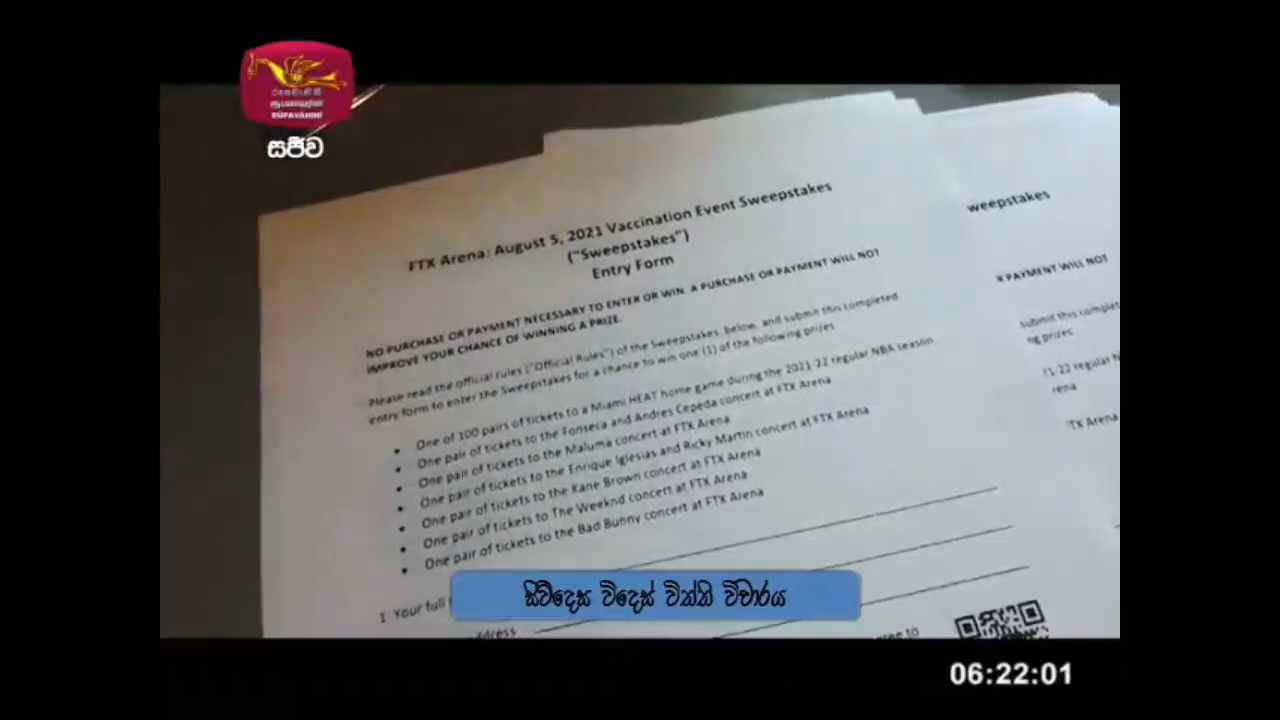 රූපවාහිනී
RŪPAVĀHINĪ
සජීව
FTX Arena: August 5, 2021 Vaccination Event Sweepstakes
("Sweepstakes")
Entry Form
NO PURCHASE OR PAYMENT NECESSARY TO ENTER OR WIN. A PURCHASE OR PAYMENT WILL NOT
IMPROVE YOUR CHANCE OF WINNING A PRIZE.
Please read the official rules ("Official Rules") of the Sweepstakes, below, and submit this completed
entry form to enter the Sweepstakes for a chance to win one (1) of the following prizes
• One of 100 pairs of tickets to a Miami HEAT home game during the 2021-22 regular NBA season
• One pair of tickets to the Fonseca and Andres Cepeda concert at FTX Arena
• One pair of tickets to the Maluma concert at FTX Arena
• One pair of tickets to the Enrique Iglesias and Ricky Martin concert at FTX Arena
• One pair of tickets to the Kane Brown concert at FTX Arena
• One pair of tickets to The Weeknd concert at FTX Arena
• One pair of tickets to the Bad Bunny concert at FTX Arena
1 Your full
ddress
ee to
weepstakes
PAYMENT WILL NOT
submit this complet
ng prizes
1-22 regular N
rena
TX Arena
සිව්දෙස විදෙස් විත්ති විචාරය
06:22:01